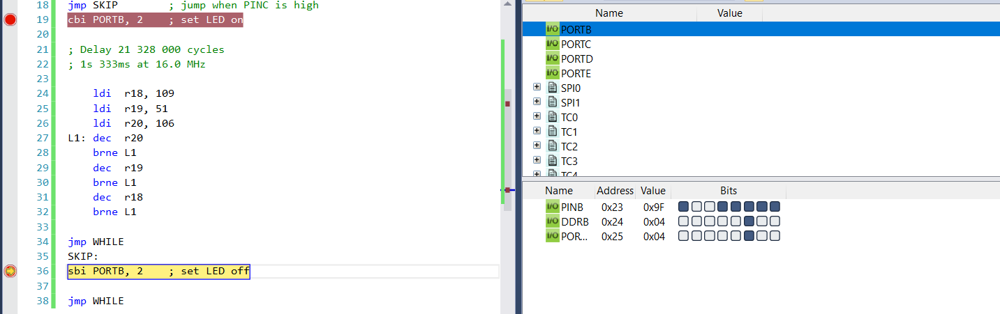 18 jmp SKIP ; jump when PINC is high
19 cbi PORTB, 2 ; set LED on
20
21 ; Delay 21 328 000 cycles
22 ; 1s 333ms at 16.0 MHz
23
24 ldi r18, 109
25 ldi r19, 51
26 ldi r20, 106
27 L1: dec r20
28 brne L1
29 dec r19
30 brne L1
31 dec r18
32 brne L1
33
34 jmp WHILE
35 SKIP:
36 sbi PORTB, 2 ; set LED off
37
38 jmp WHILE
Name Value
I/O PORTB
I/O PORTC
I/O PORTD
I/O PORTE
SPI0
SPI1
TC0
TC1
TC2
TC3
TC4
Name Address Value Bits
I/O PINB 0x23 0x9F
I/O DDRB 0x24 0x04
I/O POR... 0x25 0x04